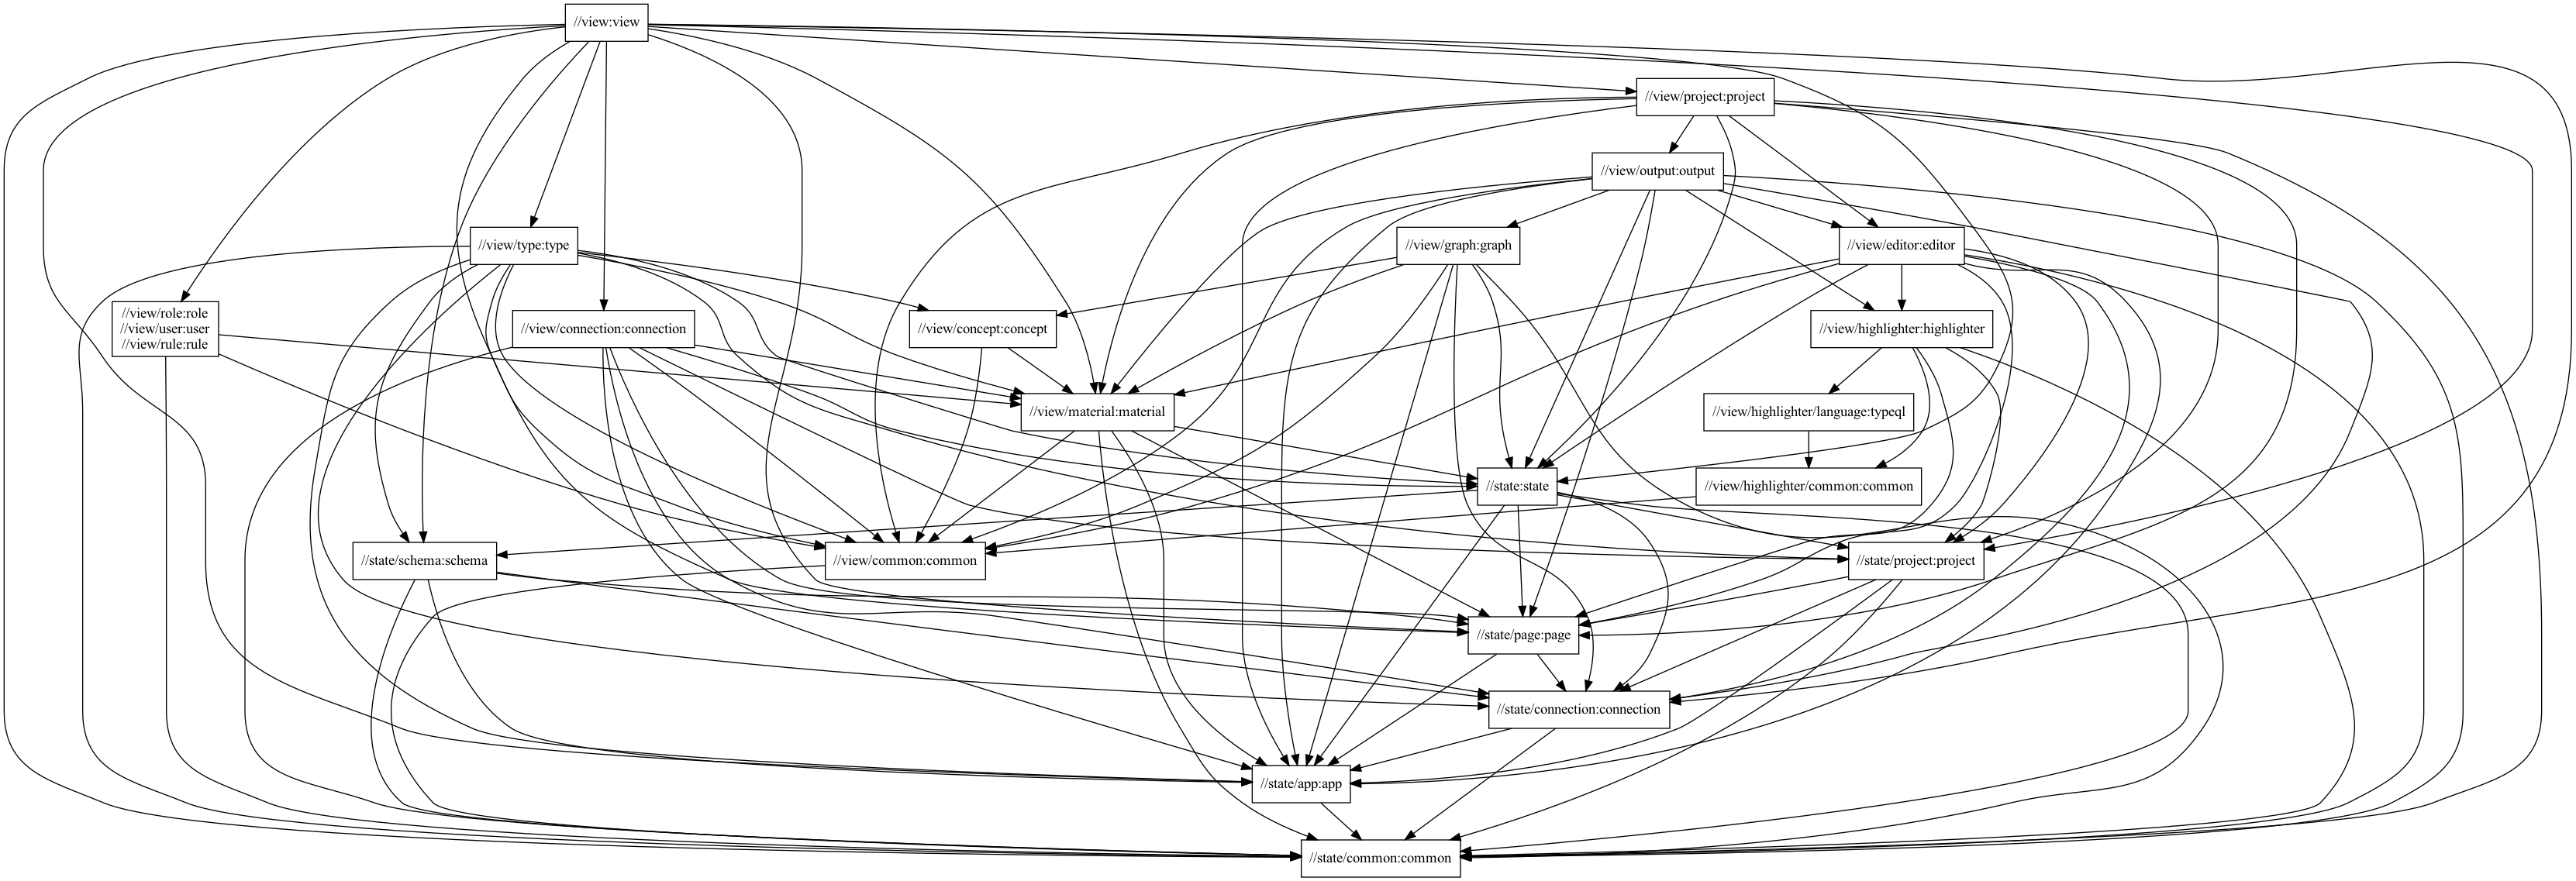 //view:view
//view/project:project
//view/output:output
//view/type:type
//view/graph:graph
//view/editor:editor
//view/role:role
//view/user:user
//view/rule:rule
//view/connection:connection
//view/concept:concept
//view/highlighter:highlighter
//view/material:material
//view/highlighter/language:typeql
//state:state
//view/highlighter/common:common
//state/schema:schema
//view/common:common
//state/project:project
//state/page:page
//state/connection:connection
//state/app:app
//state/common:common